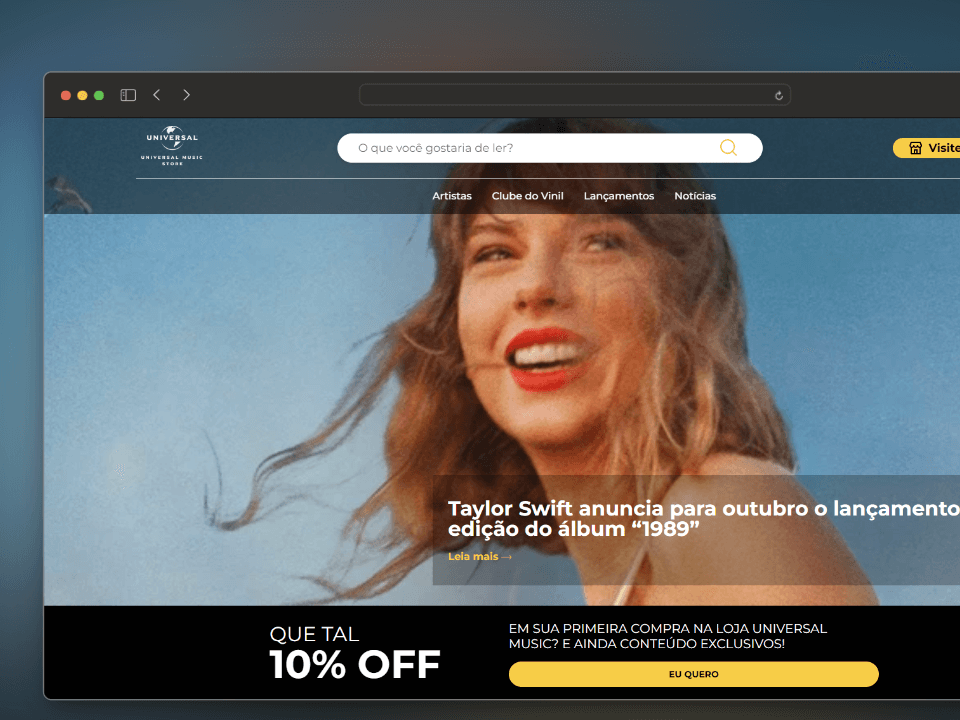 UNIVERSAL
UNIVERSAL MUSIC
STORE
O que você gostaria de ler?
Visite
Artistas
Clube do Vinil
Lançamentos
Notícias
Taylor Swift anuncia para outubro o lançamento
edição do álbum “1989”
Leia mais →
QUE TAL
10% OFF
EM SUA PRIMEIRA COMPRA NA LOJA UNIVERSAL
MUSIC? E AINDA CONTEÚDO EXCLUSIVOS!
EU QUERO